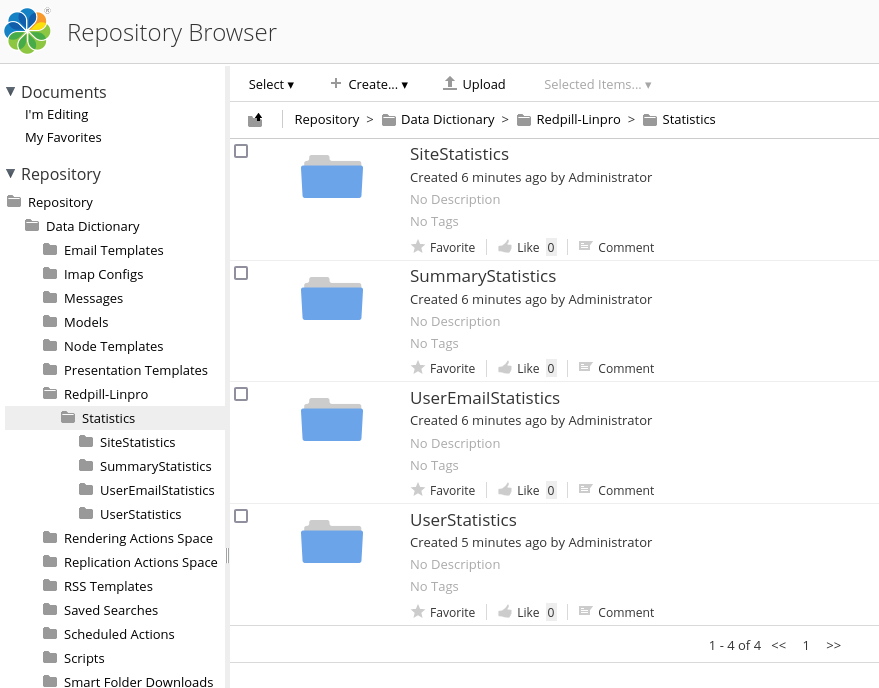 Repository Browser
▼ Documents
I'm Editing
My Favorites
▼ Repository
Repository
Data Dictionary
Email Templates
Imap Configs
Messages
Models
Node Templates
Presentation Templates
Redpill-Linpro
Statistics
SiteStatistics
SummaryStatistics
UserEmailStatistics
UserStatistics
Rendering Actions Space
Replication Actions Space
RSS Templates
Saved Searches
Scheduled Actions
Scripts
Smart Folder Downloads
Select ▾ + Create... ▾ Upload Selected Items... ▾
Repository > Data Dictionary > Redpill-Linpro > Statistics
SiteStatistics
Created 6 minutes ago by Administrator
No Description
No Tags
Favorite Like 0 Comment
SummaryStatistics
Created 6 minutes ago by Administrator
No Description
No Tags
Favorite Like 0 Comment
UserEmailStatistics
Created 6 minutes ago by Administrator
No Description
No Tags
Favorite Like 0 Comment
UserStatistics
Created 5 minutes ago by Administrator
No Description
No Tags
Favorite Like 0 Comment
1 - 4 of 4 << 1 >>